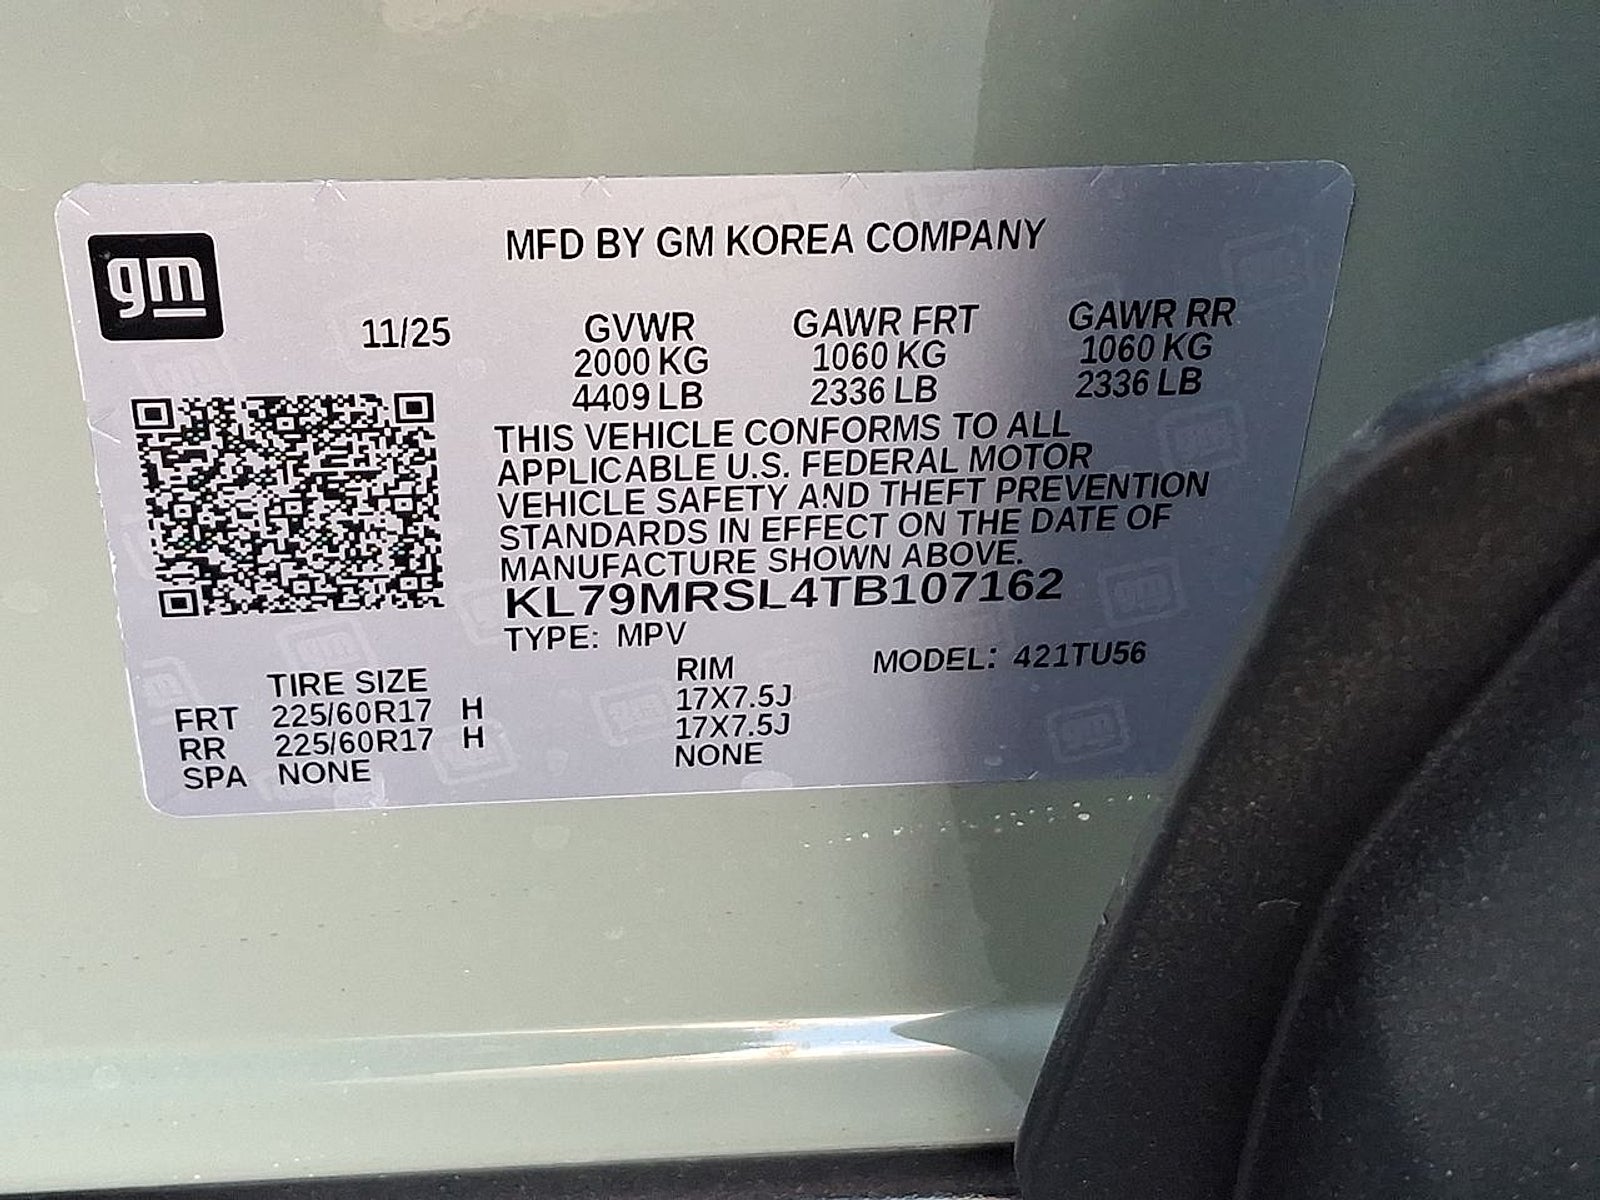 gm
MFD BY GM KOREA COMPANY
11/25 GVWR GAWR FRT GAWR RR
2000 KG 1060 KG 1060 KG
4409 LB 2336 LB 2336 LB
THIS VEHICLE CONFORMS TO ALL
APPLICABLE U.S. FEDERAL MOTOR
VEHICLE SAFETY AND THEFT PREVENTION
STANDARDS IN EFFECT ON THE DATE OF
MANUFACTURE SHOWN ABOVE.
KL79MRSL4TB107162
TYPE: MPV
MODEL: 421TU56
TIRE SIZE RIM
FRT 225/60R17 H 17X7.5J
RR 225/60R17 H 17X7.5J
SPA NONE NONE